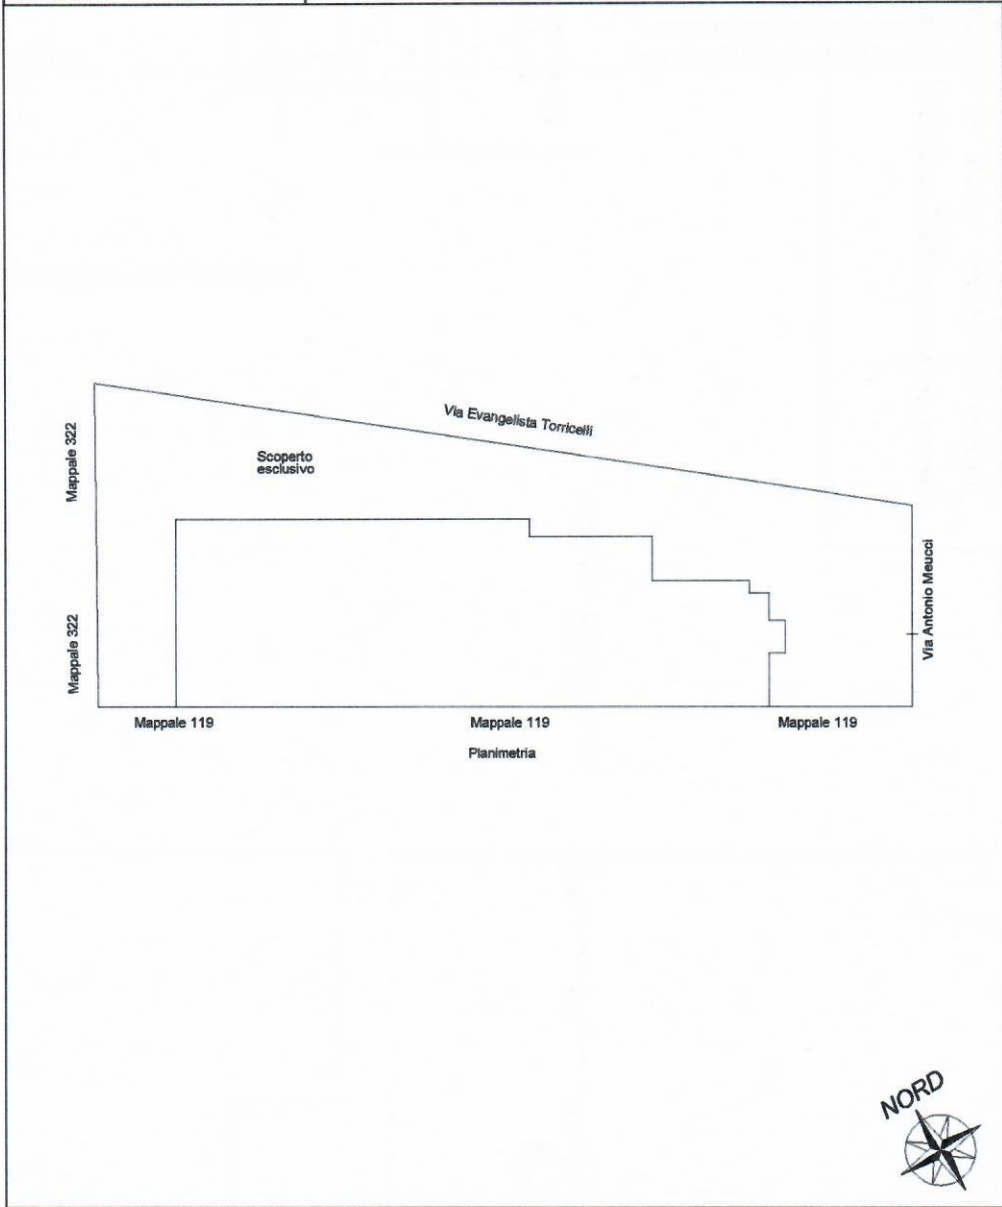 Via Evangelista Torricelli
Mappale 322
Scoperto
esclusivo
Via Antonio Meucci
Mappale 322
Mappale 119
Mappale 119
Mappale 119
Planimetria
NORD